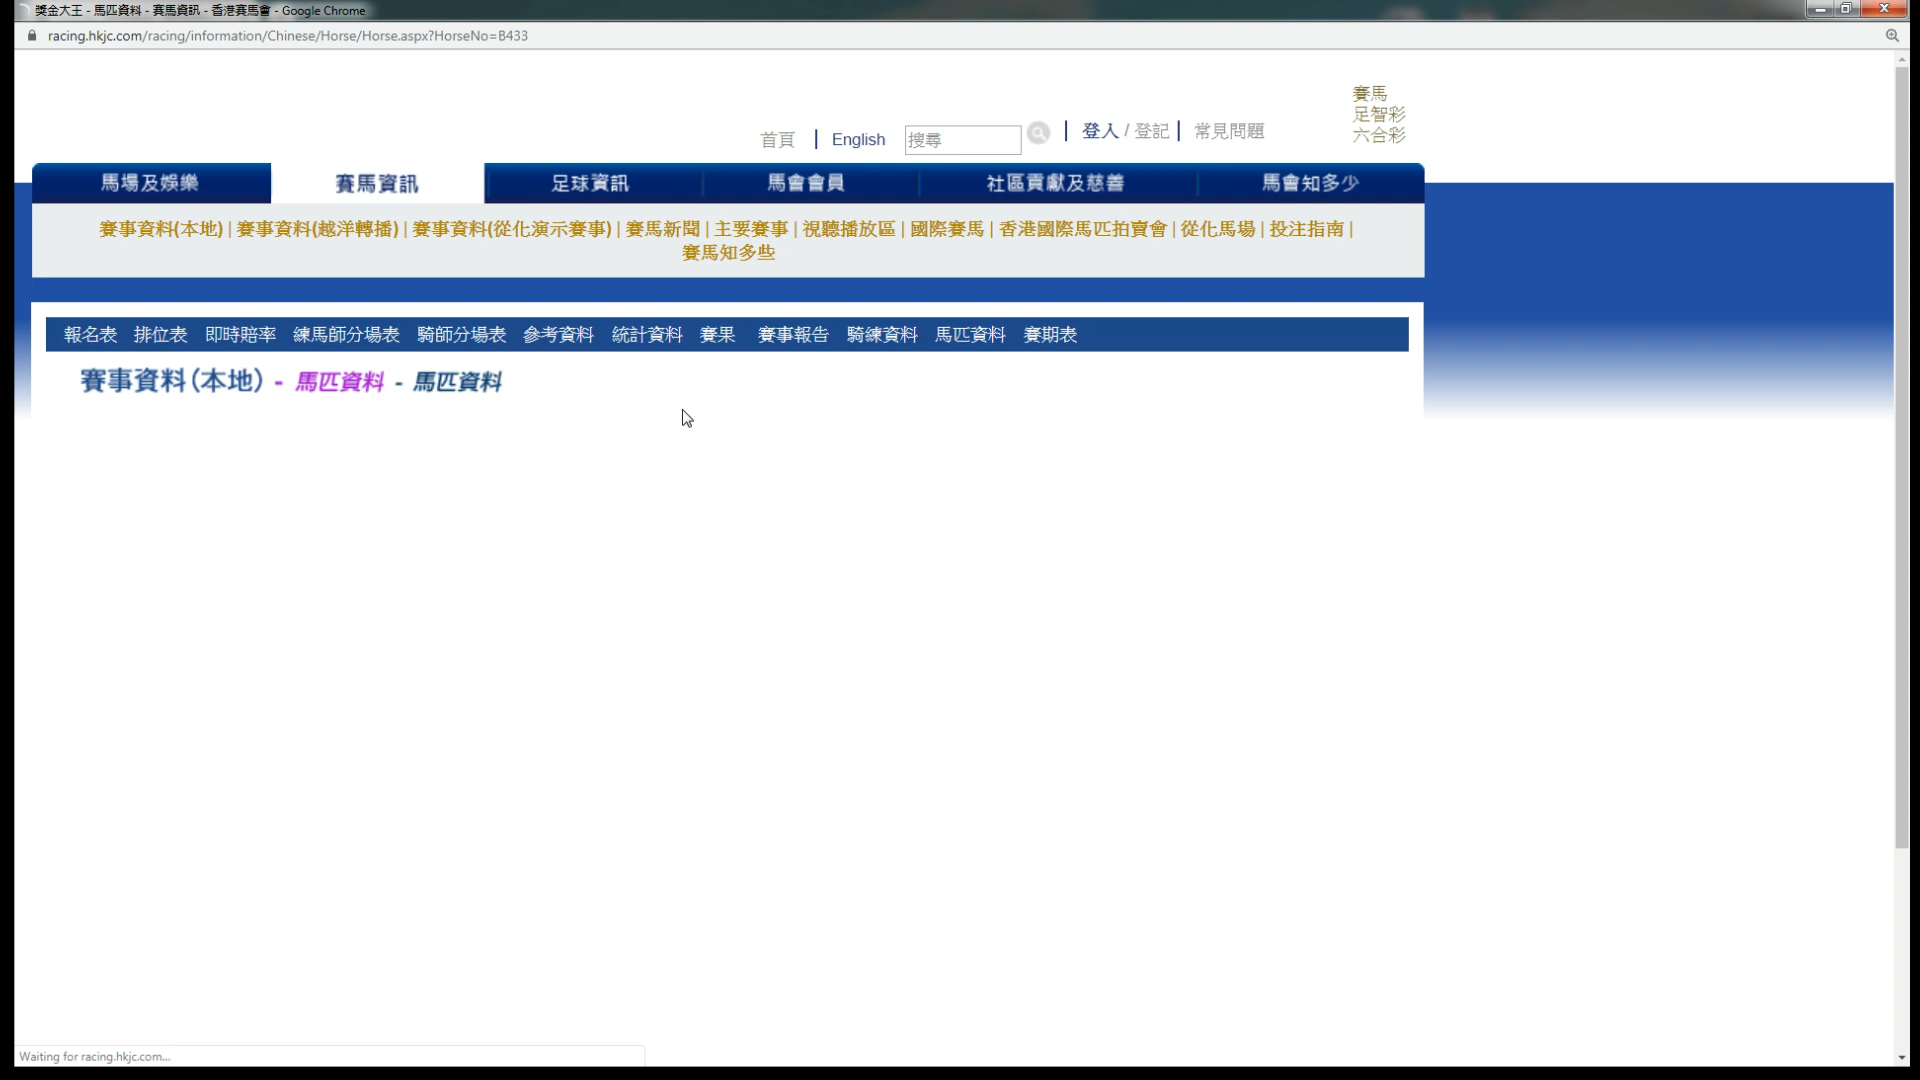 獎金大王 - 馬匹資料 - 賽馬資訊 - 香港賽馬會 - Google Chrome
racing.hkjc.com/racing/information/Chinese/Horse/Horse.aspx?HorseNo=B433
賽馬
足智彩
六合彩
首頁 | English 搜尋 | 登入 / 登記 | 常見問題
馬場及娛樂 賽馬資訊 足球資訊 馬會會員 社區貢獻及慈善 馬會知多少
賽事資料(本地) | 賽事資料(越洋轉播) | 賽事資料(從化演示賽事) | 賽馬新聞 | 主要賽事 | 視聽播放區 | 國際賽馬 | 香港國際馬匹拍賣會 | 從化馬場 | 投注指南 |
賽馬知多些
報名表 排位表 即時賠率 練馬師分場表 騎師分場表 參考資料 統計資料 賽果 賽事報告 騎練資料 馬匹資料 賽期表
賽事資料(本地) - 馬匹資料 - 馬匹資料
Waiting for racing.hkjc.com...